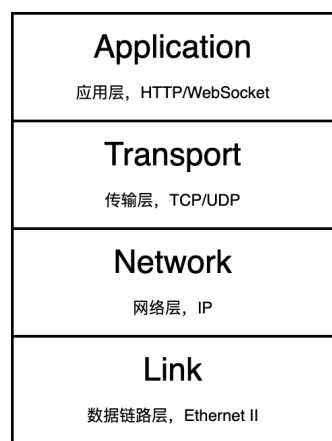 Application
应用层，HTTP/WebSocket
Transport
传输层，TCP/UDP
Network
网络层，IP
Link
数据链路层，Ethernet II